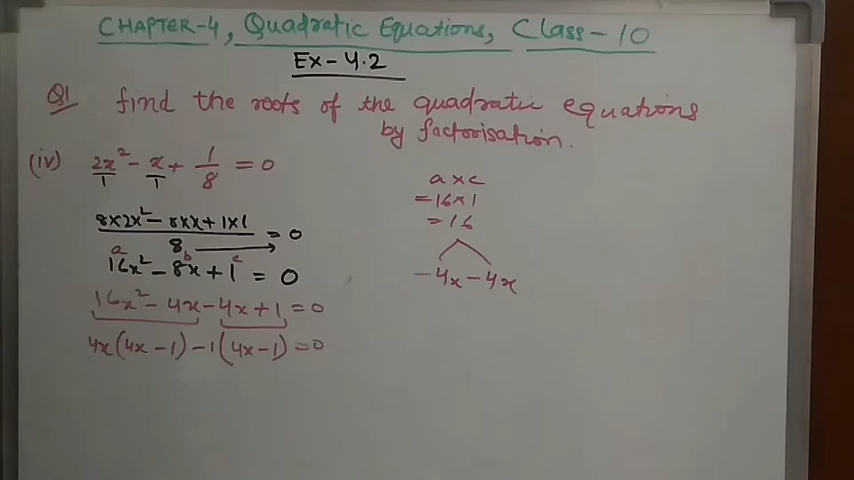 CHAPTER-4, Quadratic Equations, Class-10
Ex-4.2
Q1 find the roots of the quadratic equations
by factorisation.
(iv) 2x²/1 - x/1 + 1/8 = 0
(8×2x² - 8×x + 1×1)/8 = 0
a b c
16x² - 8x + 1 = 0
16x² - 4x - 4x + 1 = 0
4x(4x - 1) - 1(4x - 1) = 0
a×c
= 16×1
= 16
-4x - 4x